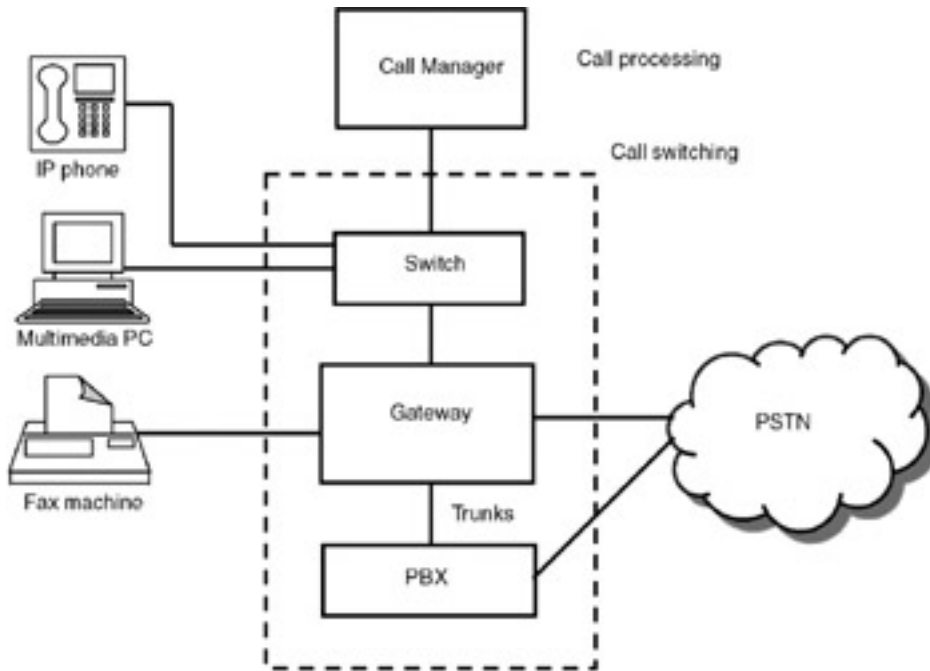 Call Manager
Call processing
IP phone
Call switching
Switch
Multimedia PC
Gateway
PSTN
Fax machine
Trunks
PBX